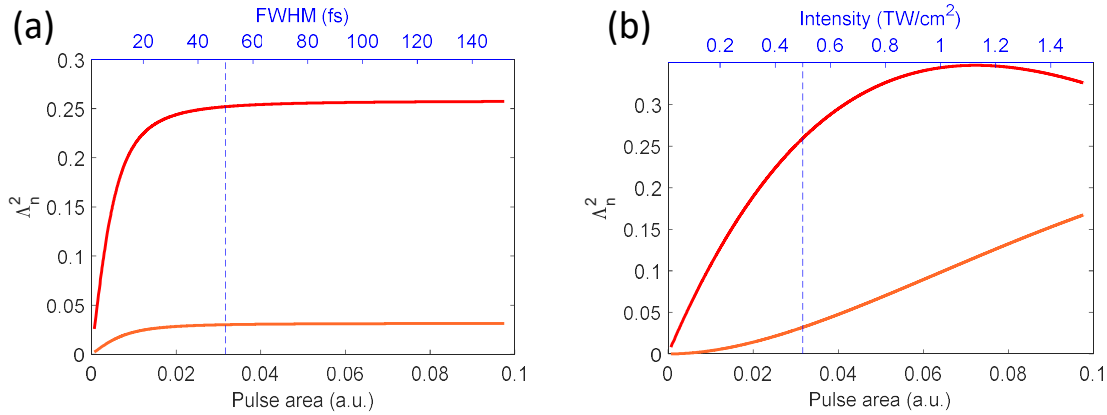 (a)
FWHM (fs)
20 40 60 80 100 120 140
0.3
0.25
0.2
0.15
0.1
0.05
0
Λ²ₙ
0 0.02 0.04 0.06 0.08 0.1
Pulse area (a.u.)
(b)
Intensity (TW/cm²)
0.2 0.4 0.6 0.8 1 1.2 1.4
0.3
0.25
0.2
0.15
0.1
0.05
0
Λ²ₙ
0 0.02 0.04 0.06 0.08 0.1
Pulse area (a.u.)